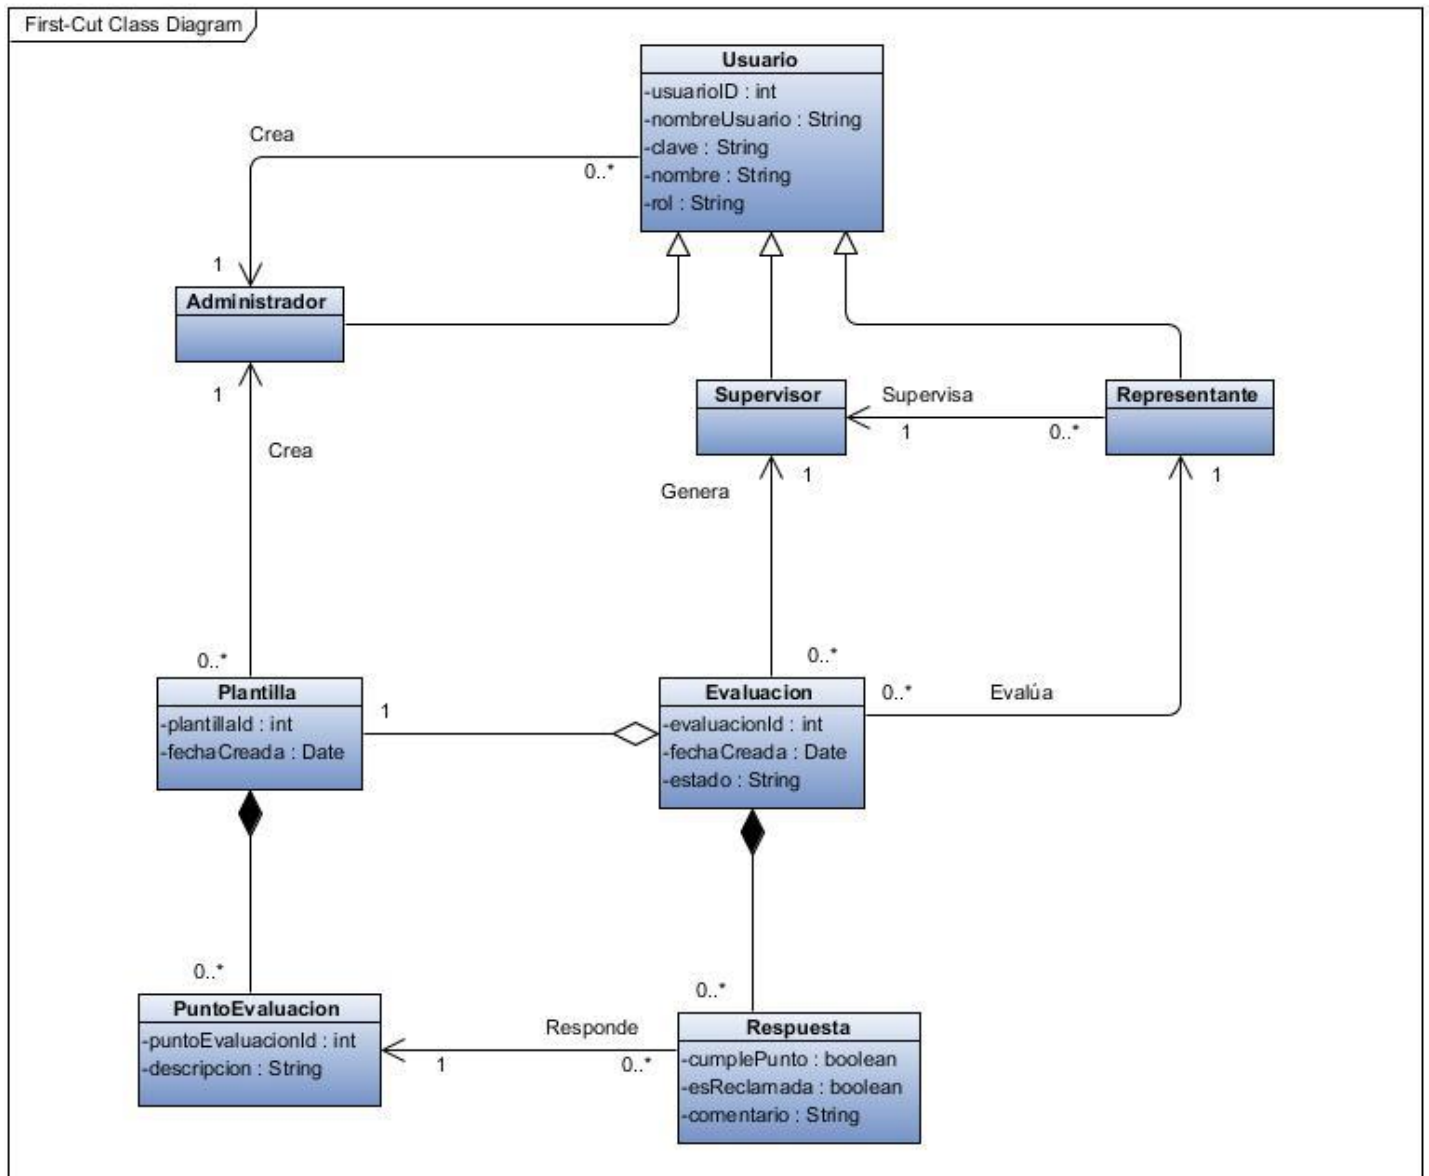 First-Cut Class Diagram
Usuario
-usuarioID : int
-nombreUsuario : String
-clave : String
-nombre : String
-rol : String
Crea
0..*
1
Administrador
1
Crea
Supervisor
Supervisa
1
0..*
Representante
Genera
1
1
0..*
Plantilla
-plantillaId : int
-fechaCreada : Date
1
0..*
Evaluacion
-evaluacionId : int
-fechaCreada : Date
-estado : String
0..*
Evalúa
0..*
PuntoEvaluacion
-puntoEvaluacionId : int
-descripcion : String
Responde
1
0..*
0..*
Respuesta
-cumplePunto : boolean
-esReclamada : boolean
-comentario : String